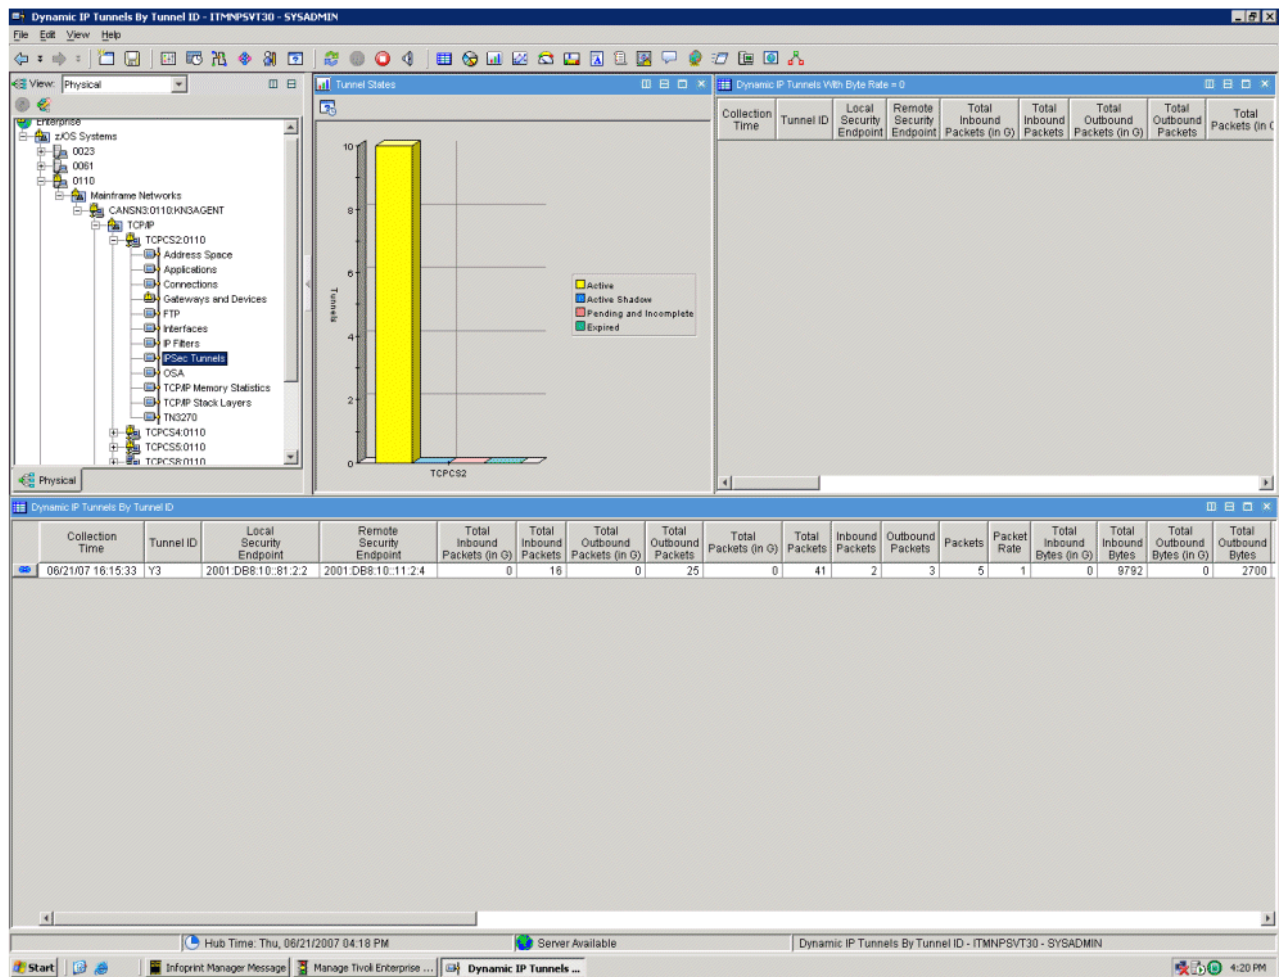 Dynamic IP Tunnels By Tunnel ID - ITMNPSVT30 - SYSADMIN
File Edit View Help
View: Physical
Enterprise
z/OS Systems
0023
0061
0110
Mainframe Networks
CANSN3:0110:KN3AGENT
TCP/IP
TCPCS2:0110
Address Space
Applications
Connections
Gateways and Devices
FTP
Interfaces
IP Filters
IPSec Tunnels
OSA
TCP/IP Memory Statistics
TCP/IP Stack Layers
TN3270
TCPCS4:0110
TCPCS5:0110
TCPCS8:0110
Physical
Tunnel States
10
8
6
4
2
0
Tunnels
TCPCS2
Active
Active Shadow
Pending and Incomplete
Expired
Dynamic IP Tunnels With Byte Rate = 0
Collection Time Tunnel ID Local Security Endpoint Remote Security Endpoint Total Inbound Packets (in G) Total Inbound Packets Total Outbound Packets (in G) Total Outbound Packets Total Packets (in G
Dynamic IP Tunnels By Tunnel ID
Collection Time Tunnel ID Local Security Endpoint Remote Security Endpoint Total Inbound Packets (in G) Total Inbound Packets Total Outbound Packets (in G) Total Outbound Packets Total Packets (in G) Total Packets Inbound Packets Outbound Packets Packets Packet Rate Total Inbound Bytes (in G) Total Inbound Bytes Total Outbound Bytes (in G) Total Outbound Bytes
06/21/07 16:15:33 Y3 2001:DB8:10::81:2:2 2001:DB8:10::11:2:4 0 16 0 25 0 41 2 3 5 1 0 9792 0 2700
Hub Time: Thu, 06/21/2007 04:18 PM Server Available Dynamic IP Tunnels By Tunnel ID - ITMNPSVT30 - SYSADMIN
Start Infoprint Manager Message Manage Tivoli Enterprise ... Dynamic IP Tunnels ... 4:20 PM